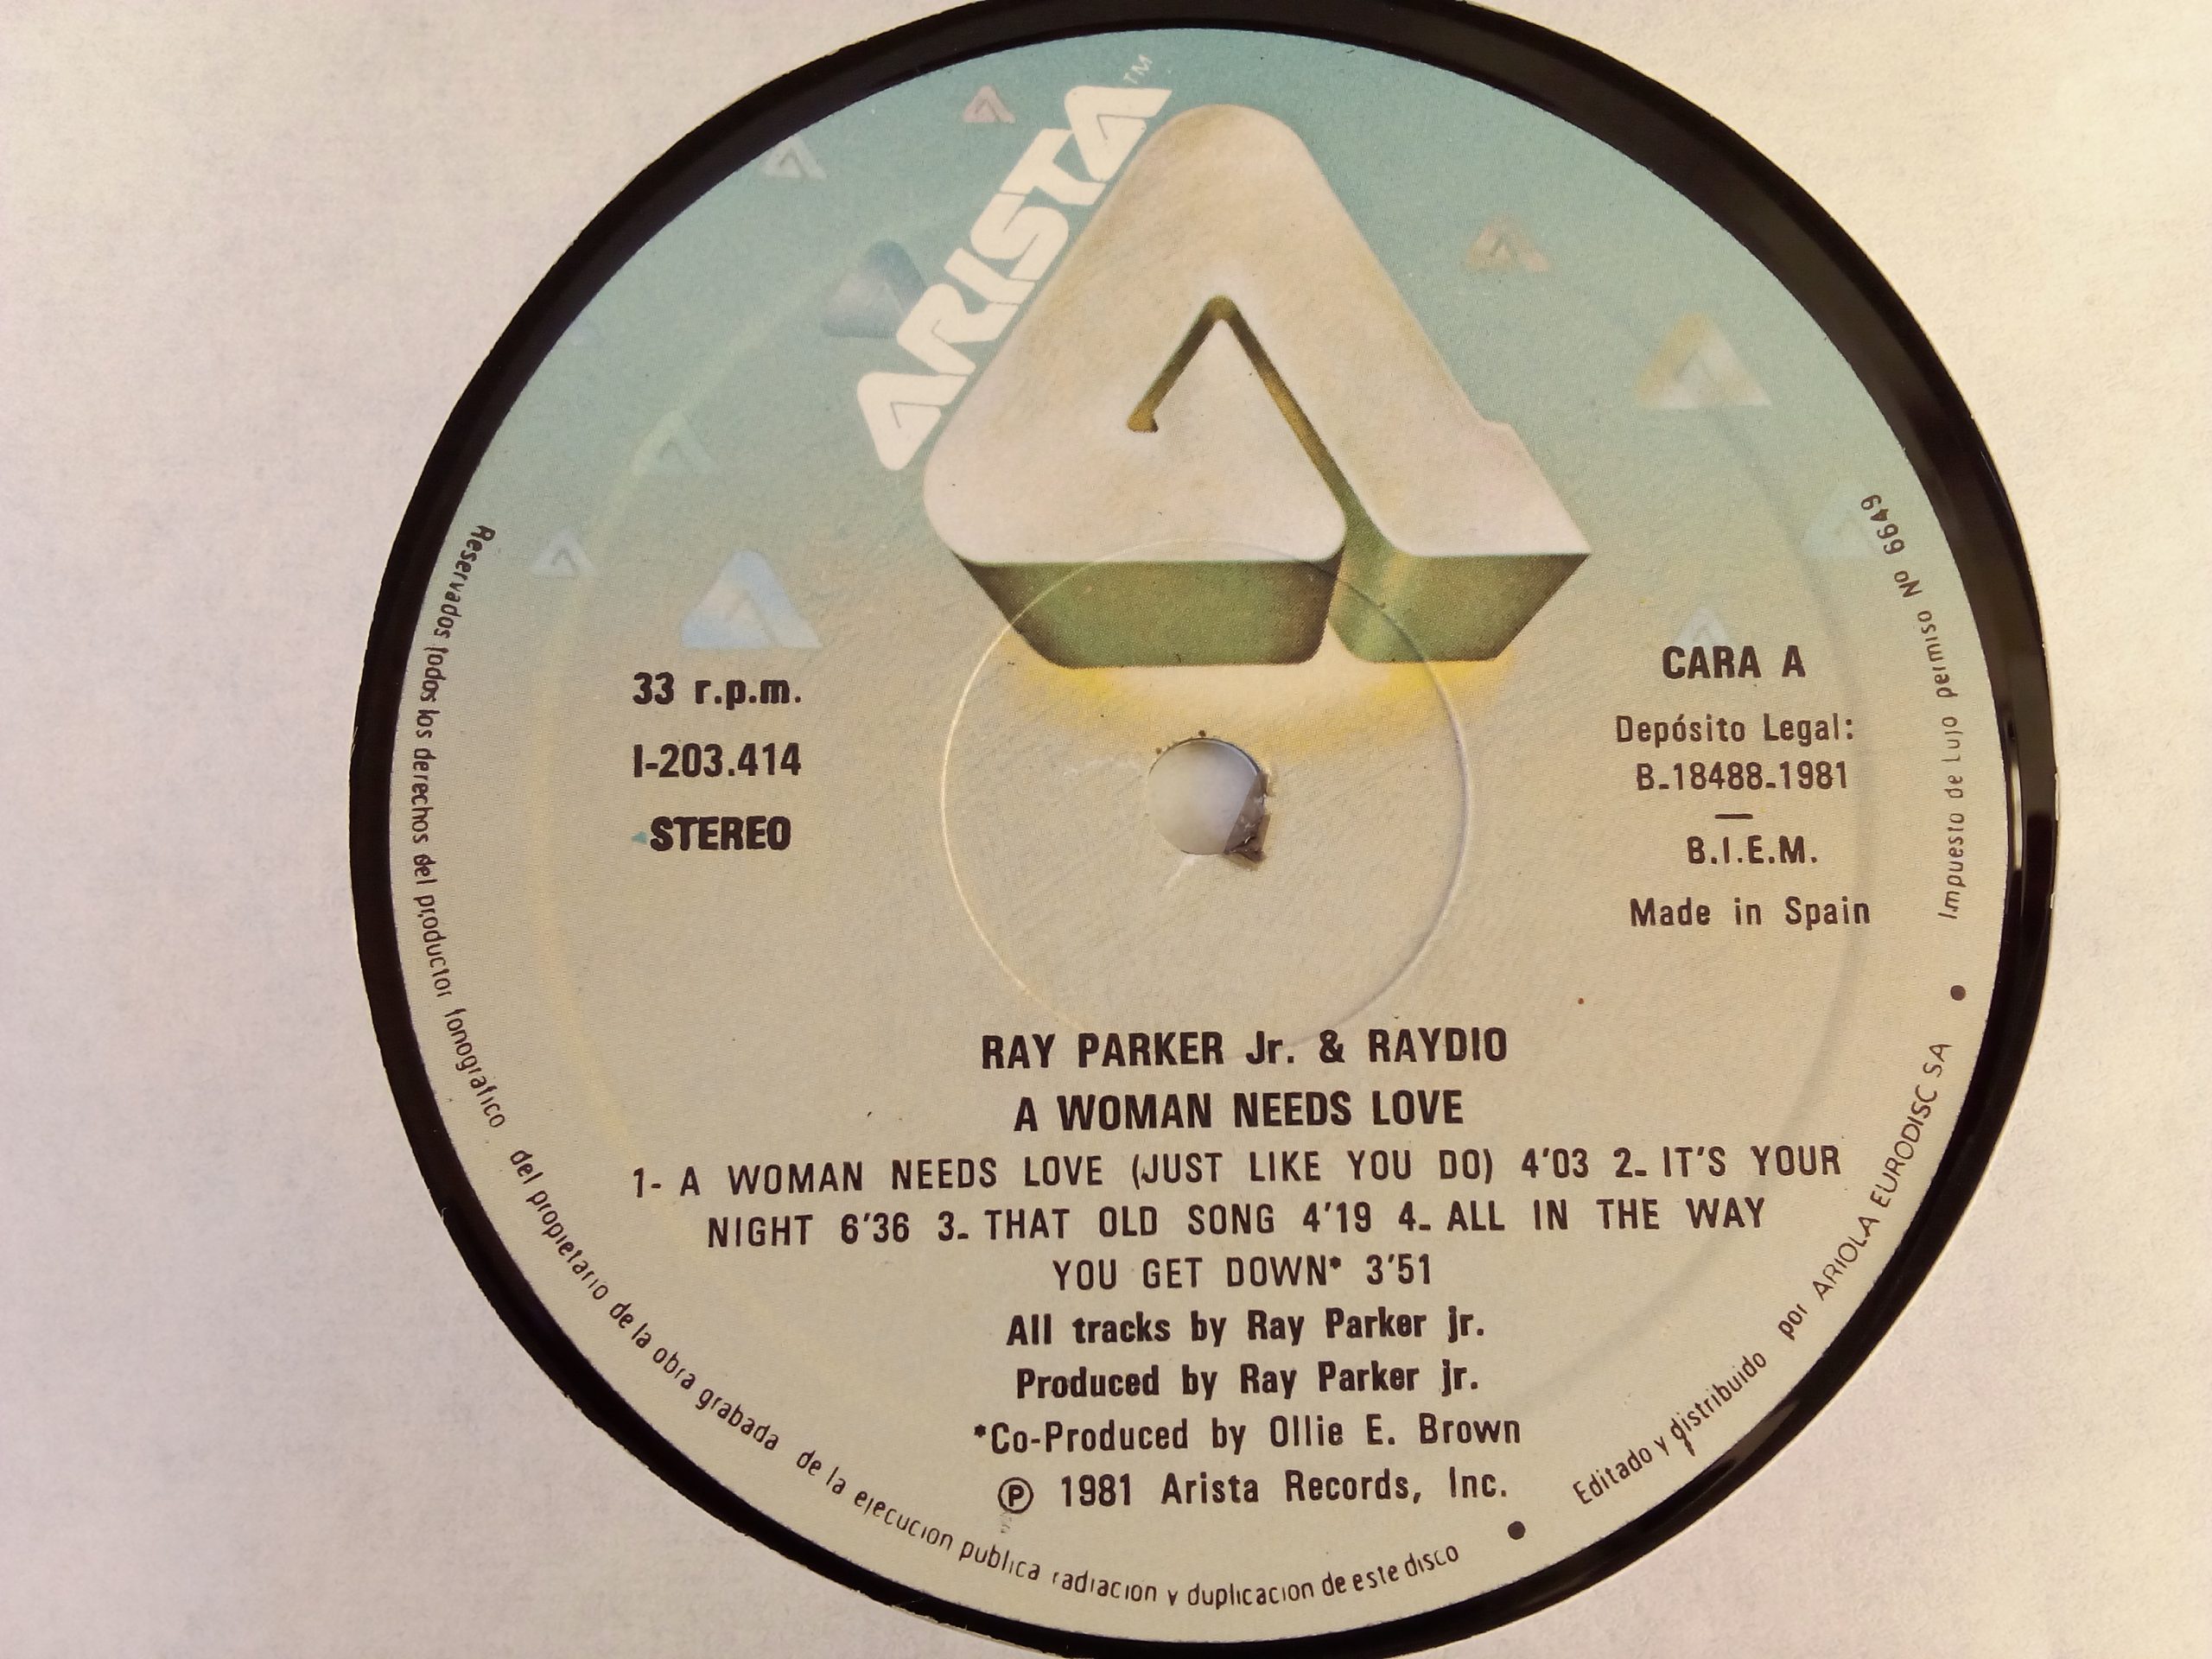 ARISTA™
33 r.p.m.
I-203.414
STEREO
CARA A
Depósito Legal:
B-18488-1981
B.I.E.M.
Made in Spain
RAY PARKER Jr. & RAYDIO
A WOMAN NEEDS LOVE
1- A WOMAN NEEDS LOVE (JUST LIKE YOU DO) 4'03 2- IT'S YOUR
NIGHT 6'36 3- THAT OLD SONG 4'19 4- ALL IN THE WAY
YOU GET DOWN* 3'51
All tracks by Ray Parker jr.
Produced by Ray Parker jr.
*Co-Produced by Ollie E. Brown
℗ 1981 Arista Records, Inc.
Reservados todos los derechos del productor fonografico del propietario de la obra grabada de la ejecucion publica radiacion y duplicacion de este disco
● Editado y distribuido por ARIOLA EURODISC SA ● Impuesto de Lujo permiso No 6649